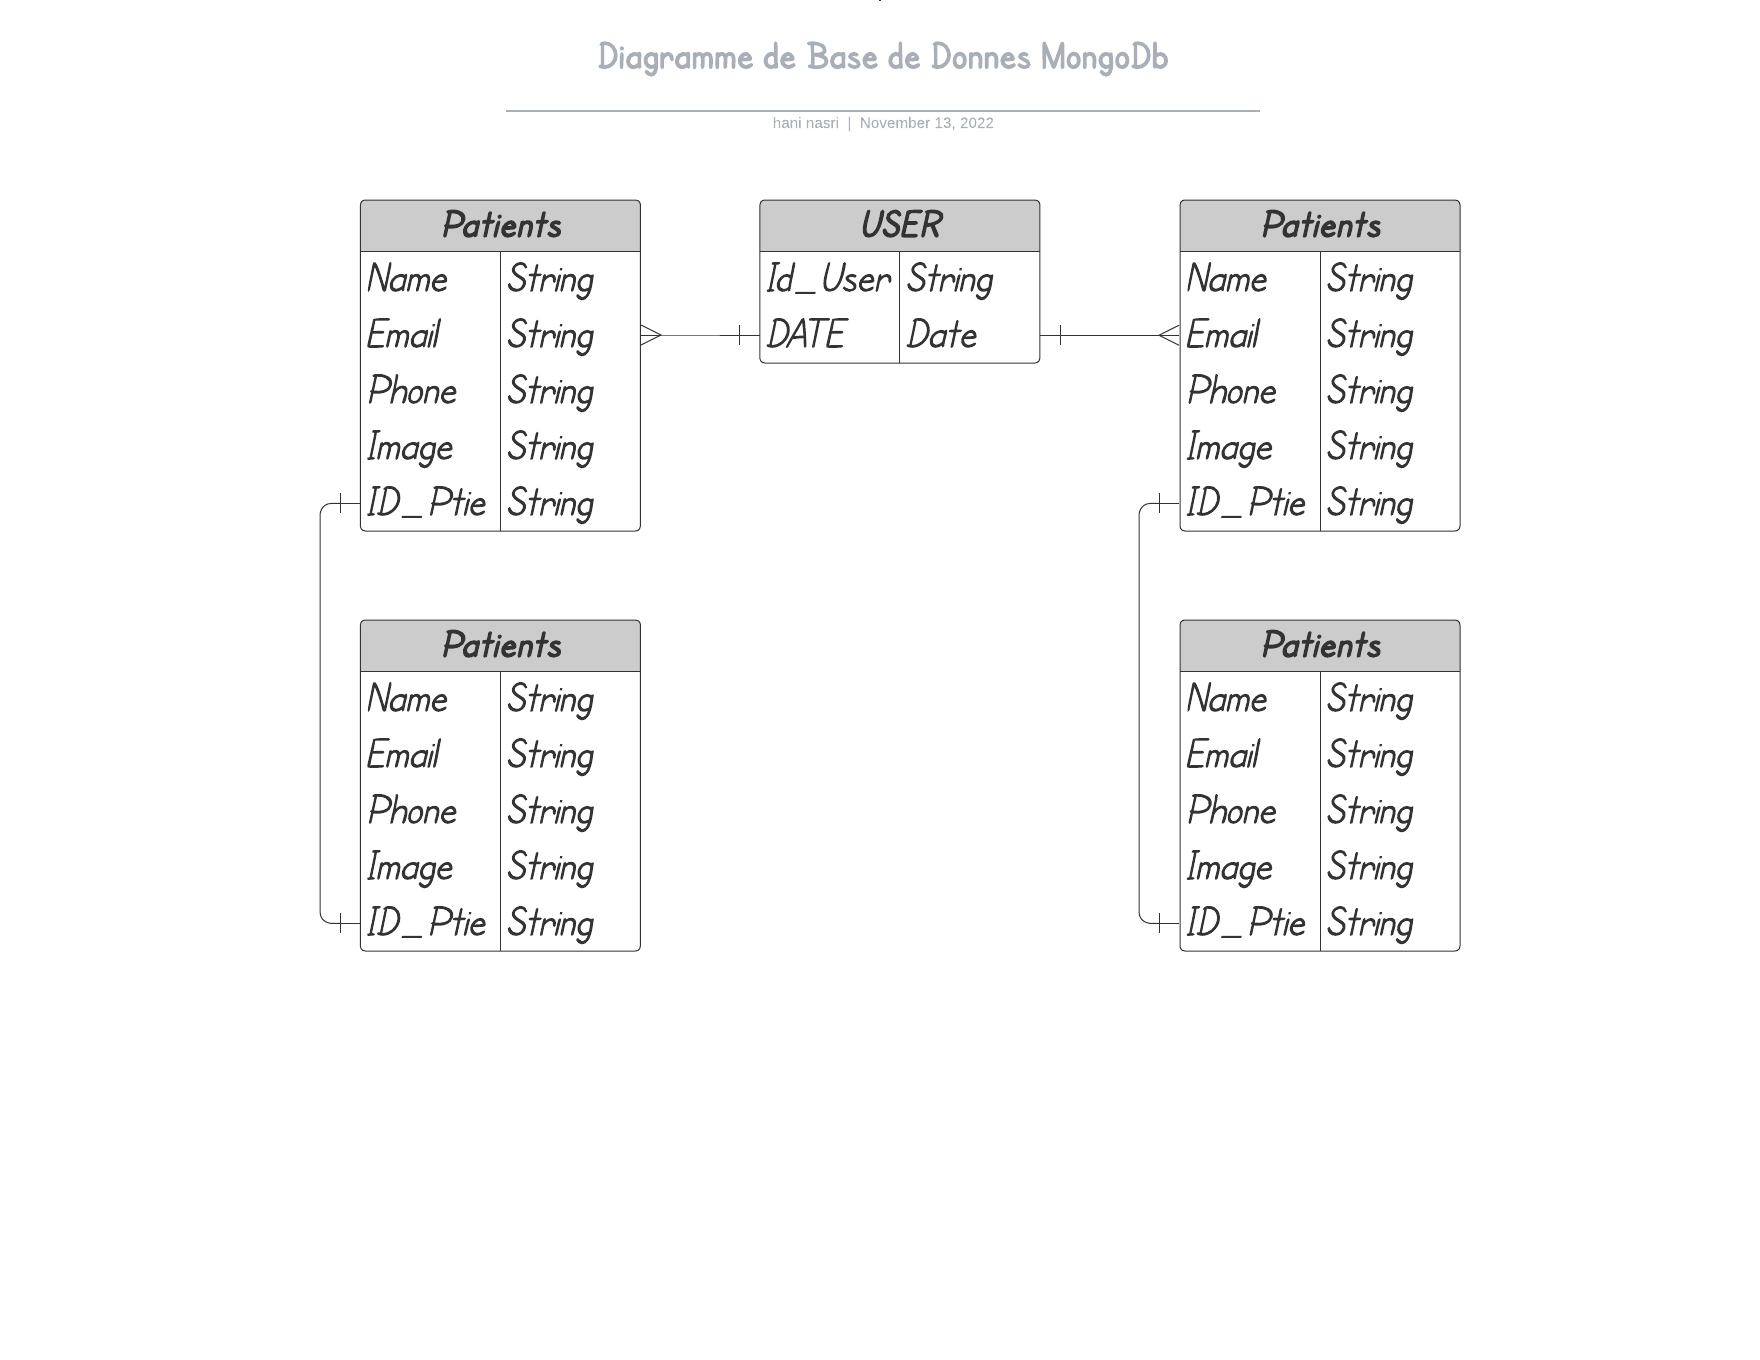 Diagramme de Base de Donnes MongoDb
hani nasri | November 13, 2022
Patients
Name String
Email String
Phone String
Image String
ID_Ptie String
USER
Id_User String
DATE Date
Patients
Name String
Email String
Phone String
Image String
ID_Ptie String
Patients
Name String
Email String
Phone String
Image String
ID_Ptie String
Patients
Name String
Email String
Phone String
Image String
ID_Ptie String